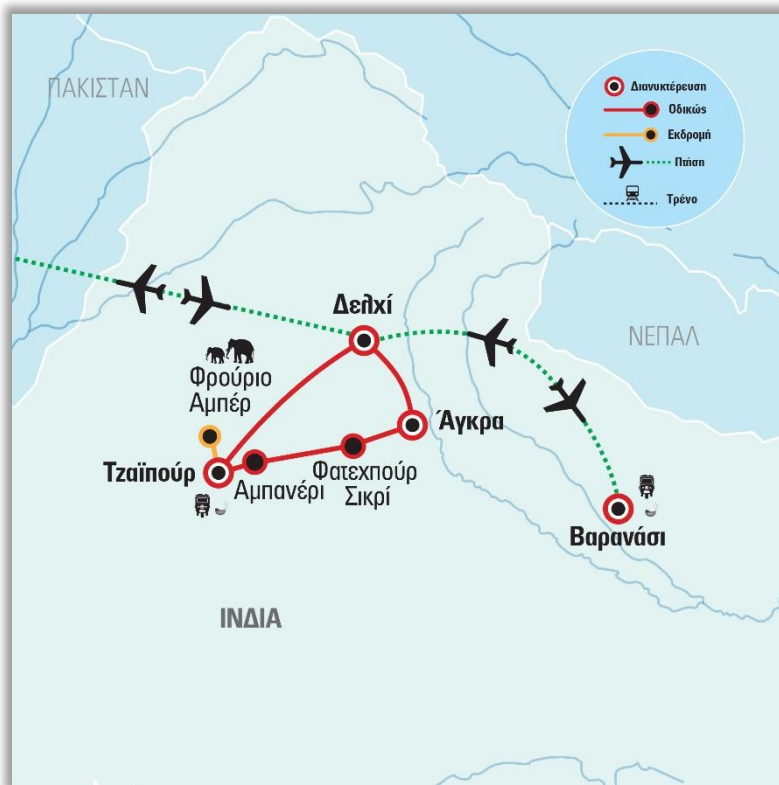 ΠΑΚΙΣΤΑΝ
Διανυκτέρευση
Οδικώς
Εκδρομή
Πτήση
Τρένο
Δελχί
ΝΕΠΑΛ
Φρούριο
Αμπέρ
Άγκρα
Τζαϊπούρ
Αμπανέρι
Φατεχπούρ
Σικρί
Βαρανάσι
ΙΝΔΙΑ